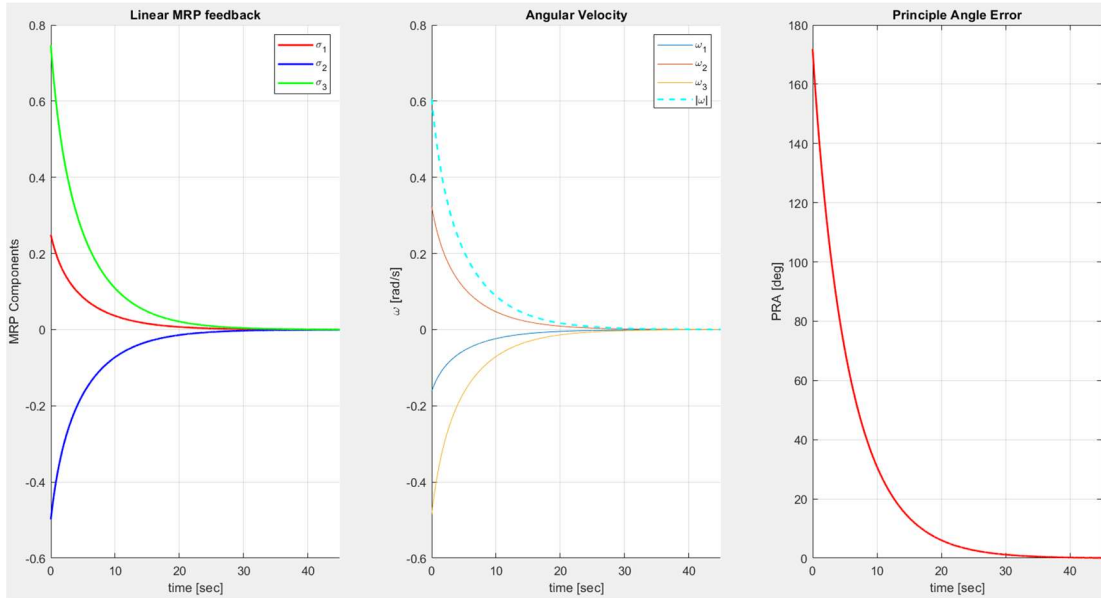 Linear MRP feedback
σ1
σ2
σ3
MRP Components
0.8
0.6
0.4
0.2
0
-0.2
-0.4
-0.6
0 10 20 30 40
time [sec]
Angular Velocity
ω1
ω2
ω3
|ω|
ω [rad/s]
0.8
0.6
0.4
0.2
0
-0.2
-0.4
-0.6
0 10 20 30 40
time [sec]
Principle Angle Error
PRA [deg]
180
160
140
120
100
80
60
40
20
0
0 10 20 30 40
time [sec]